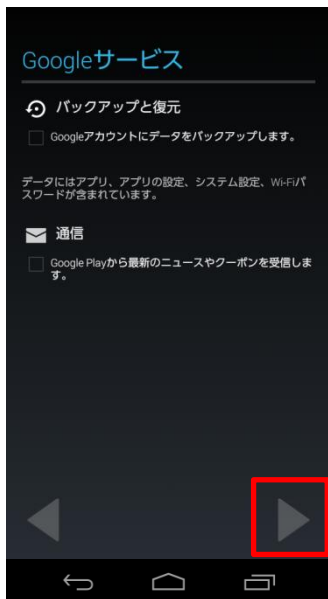 Googleサービス
バックアップと復元
Googleアカウントにデータをバックアップします。
データにはアプリ、アプリの設定、システム設定、Wi-Fiパ
スワードが含まれています。
通信
Google Playから最新のニュースやクーポンを受信しま
す。